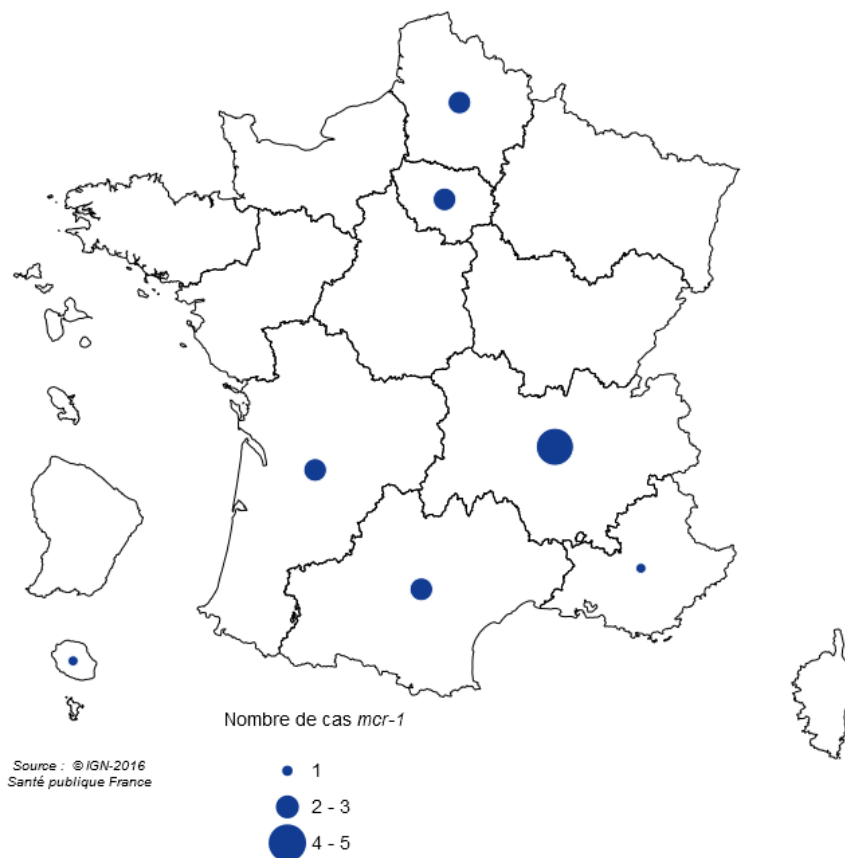 Nombre de cas mcr-1
Source : © IGN-2016
Santé publique France
1
2 - 3
4 - 5